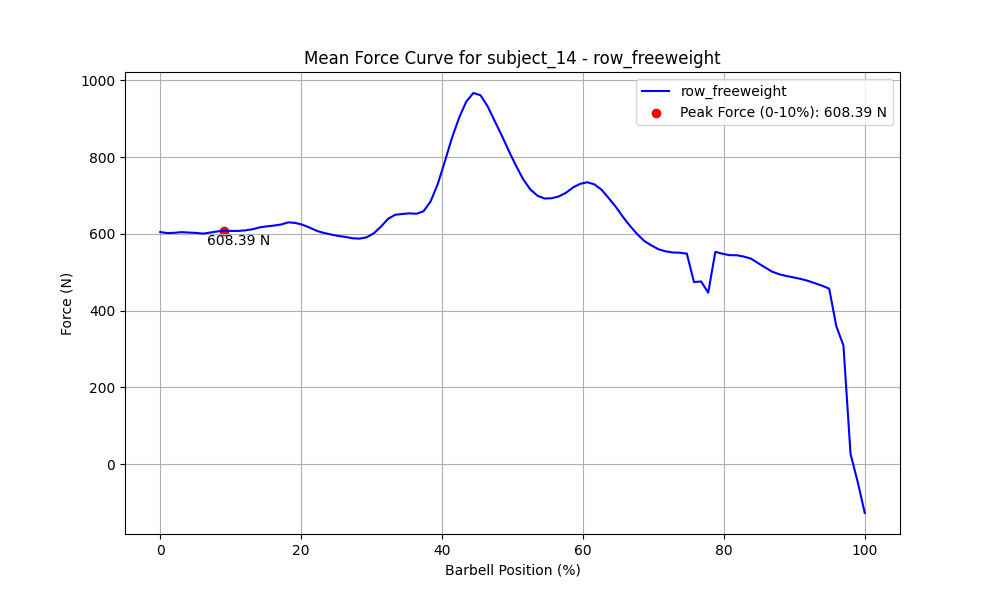 Mean Force Curve for subject_14 - row_freeweight
row_freeweight
Peak Force (0-10%): 608.39 N
1000
800
600
400
200
0
608.39 N
Force (N)
0 20 40 60 80 100
Barbell Position (%)